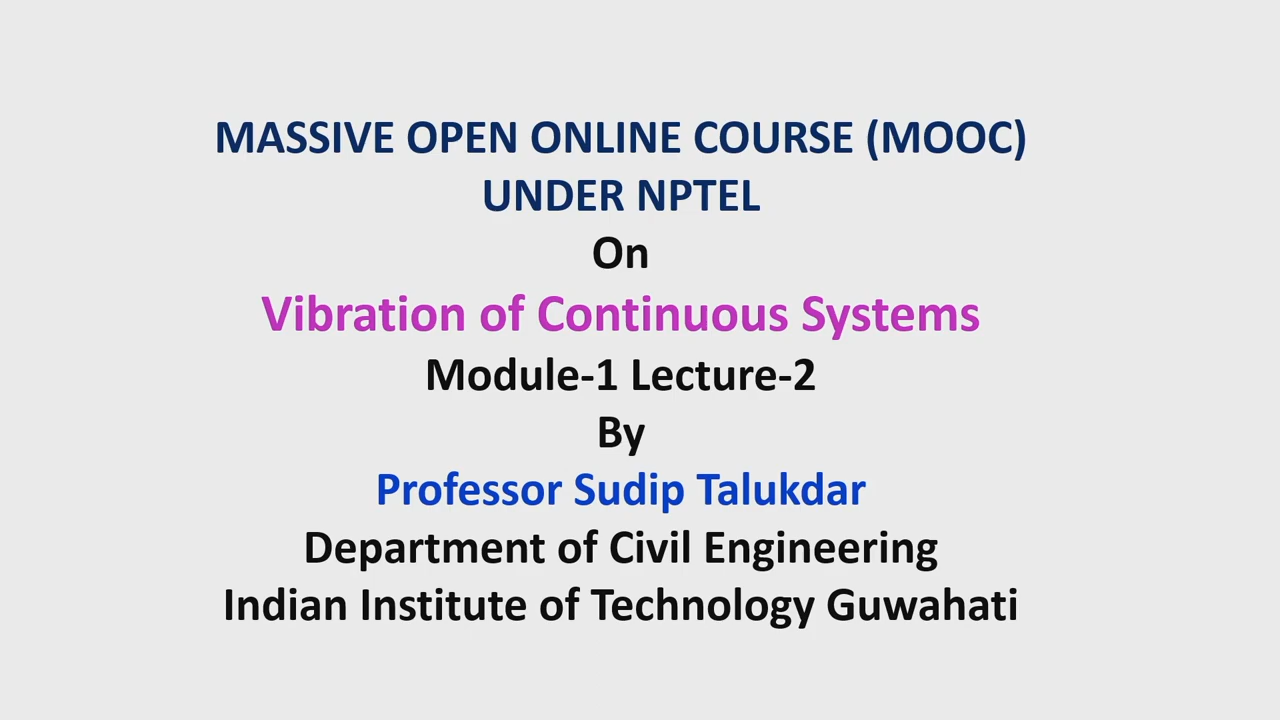 MASSIVE OPEN ONLINE COURSE (MOOC)
UNDER NPTEL
On
Vibration of Continuous Systems
Module-1 Lecture-2
By
Professor Sudip Talukdar
Department of Civil Engineering
Indian Institute of Technology Guwahati